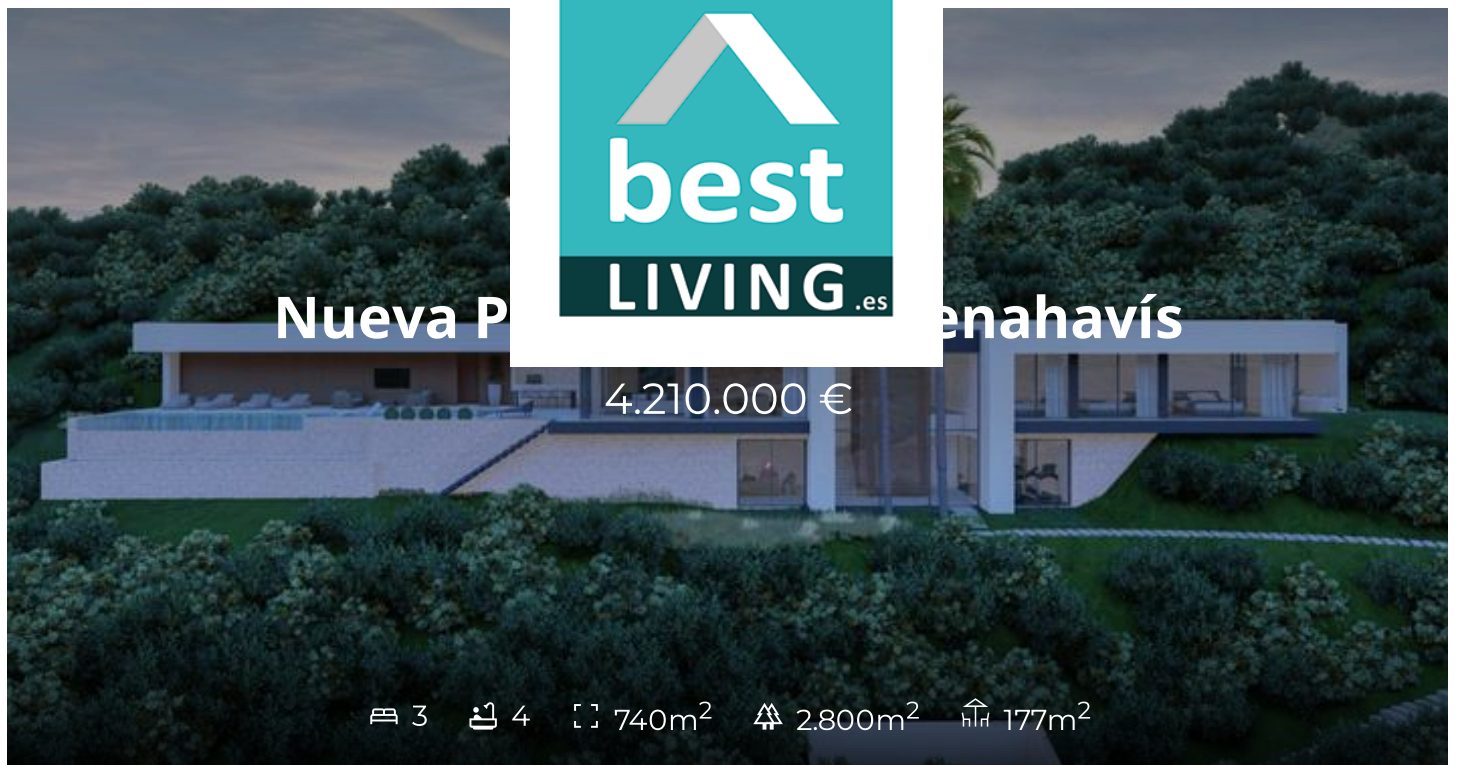 best
LIVING.es
Nueva P enahavís
4.210.000 €
3 4 740m² 2.800m² 177m²